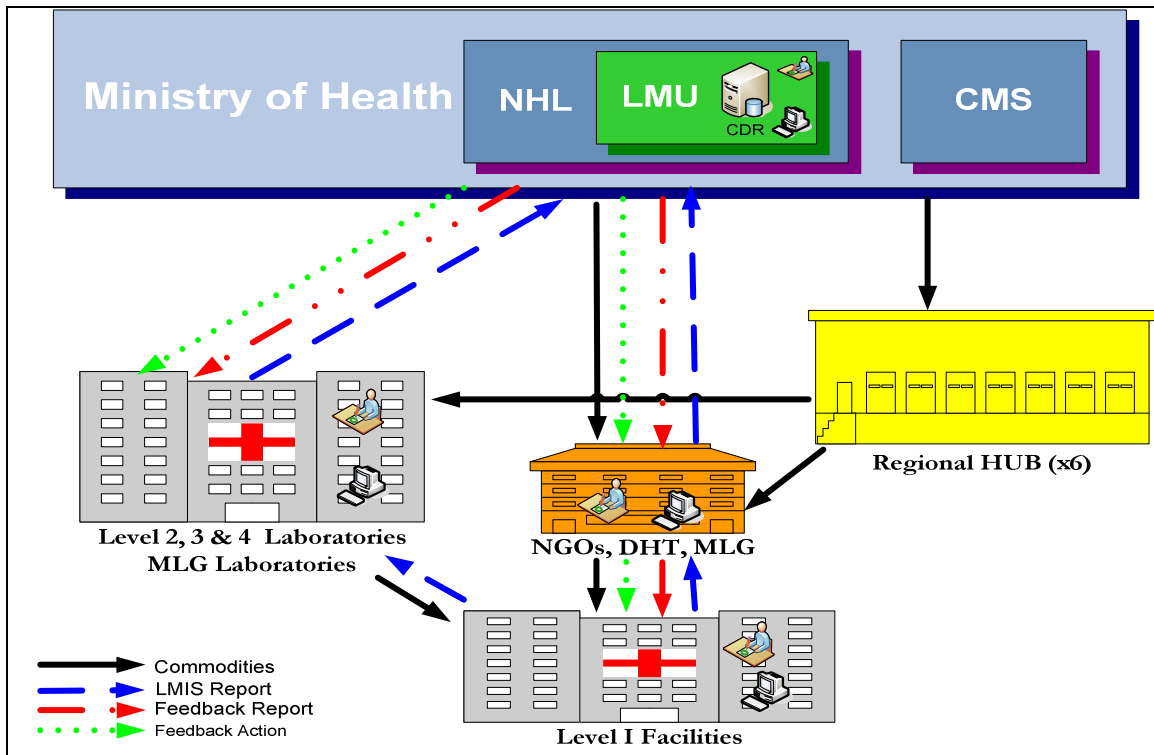 Ministry of Health
NHL
LMU
CDR
CMS
Regional HUB (x6)
Level 2, 3 & 4 Laboratories
MLG Laboratories
NGOs, DHT, MLG
Level I Facilities
Commodities
LMIS Report
Feedback Report
Feedback Action